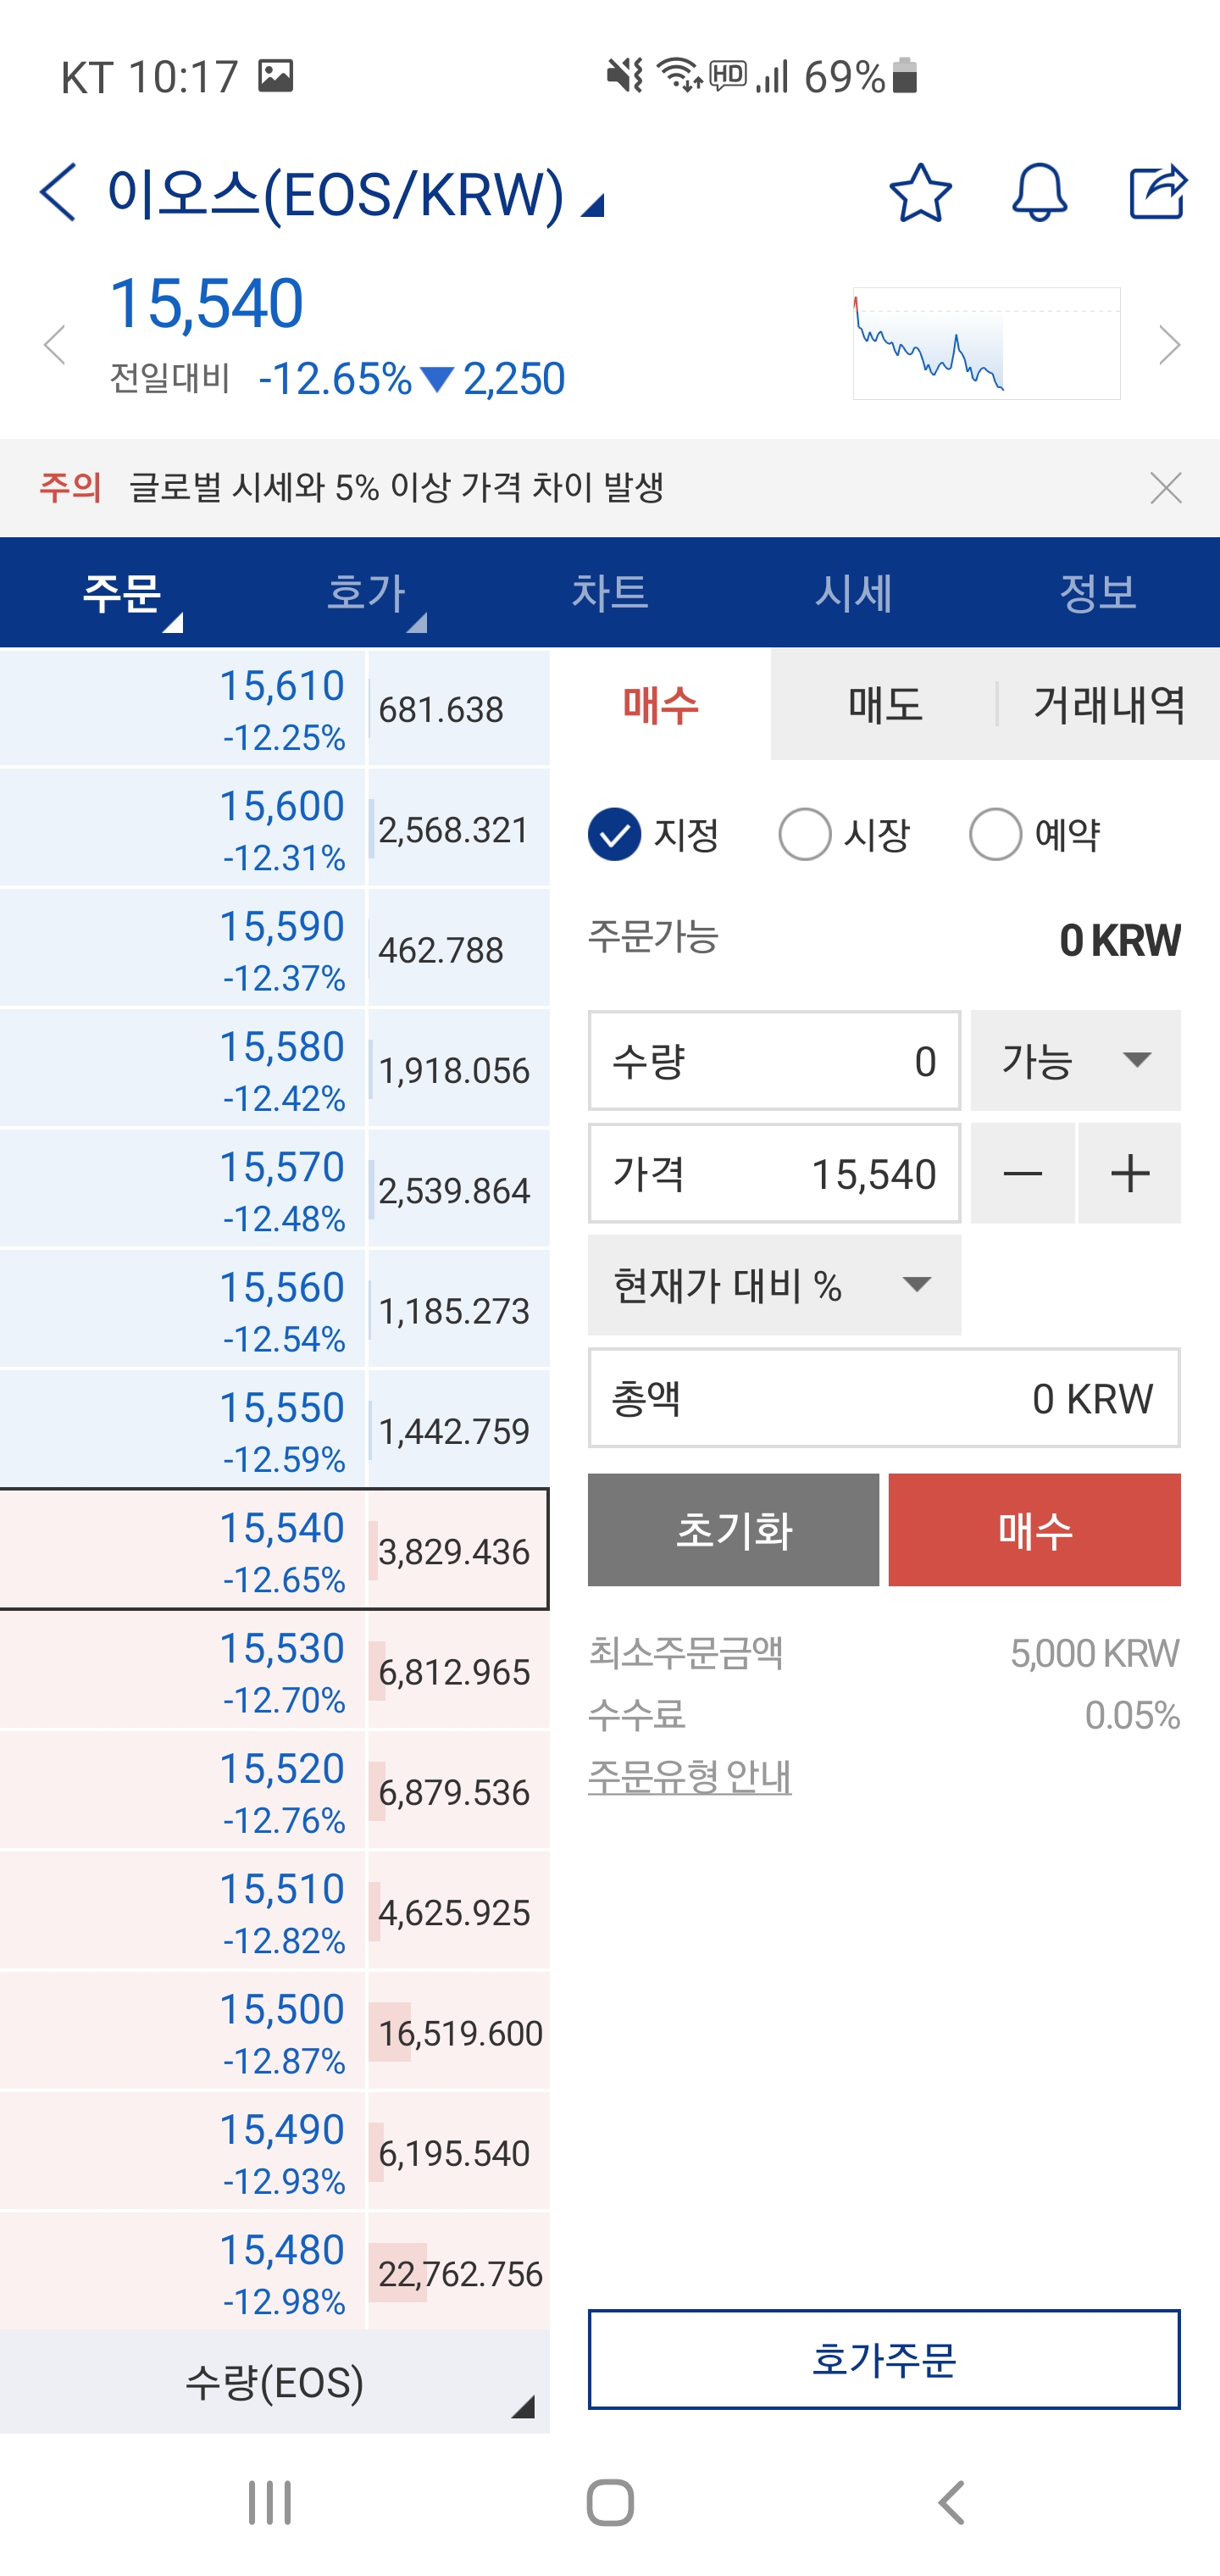 KT 10:17
HD 69%
이오스(EOS/KRW)
15,540
전일대비 -12.65% ▼ 2,250
주의 글로벌 시세와 5% 이상 가격 차이 발생
주문 호가 차트 시세 정보
15,610
-12.25%
681.638
15,600
-12.31%
2,568.321
15,590
-12.37%
462.788
15,580
-12.42%
1,918.056
15,570
-12.48%
2,539.864
15,560
-12.54%
1,185.273
15,550
-12.59%
1,442.759
15,540
-12.65%
3,829.436
15,530
-12.70%
6,812.965
15,520
-12.76%
6,879.536
15,510
-12.82%
4,625.925
15,500
-12.87%
16,519.600
15,490
-12.93%
6,195.540
15,480
-12.98%
22,762.756
수량(EOS)
매수 매도 거래내역
지정 시장 예약
주문가능 0 KRW
수량 0 가능
가격 15,540 — +
현재가 대비 %
총액 0 KRW
초기화 매수
최소주문금액 5,000 KRW
수수료 0.05%
주문유형 안내
호가주문